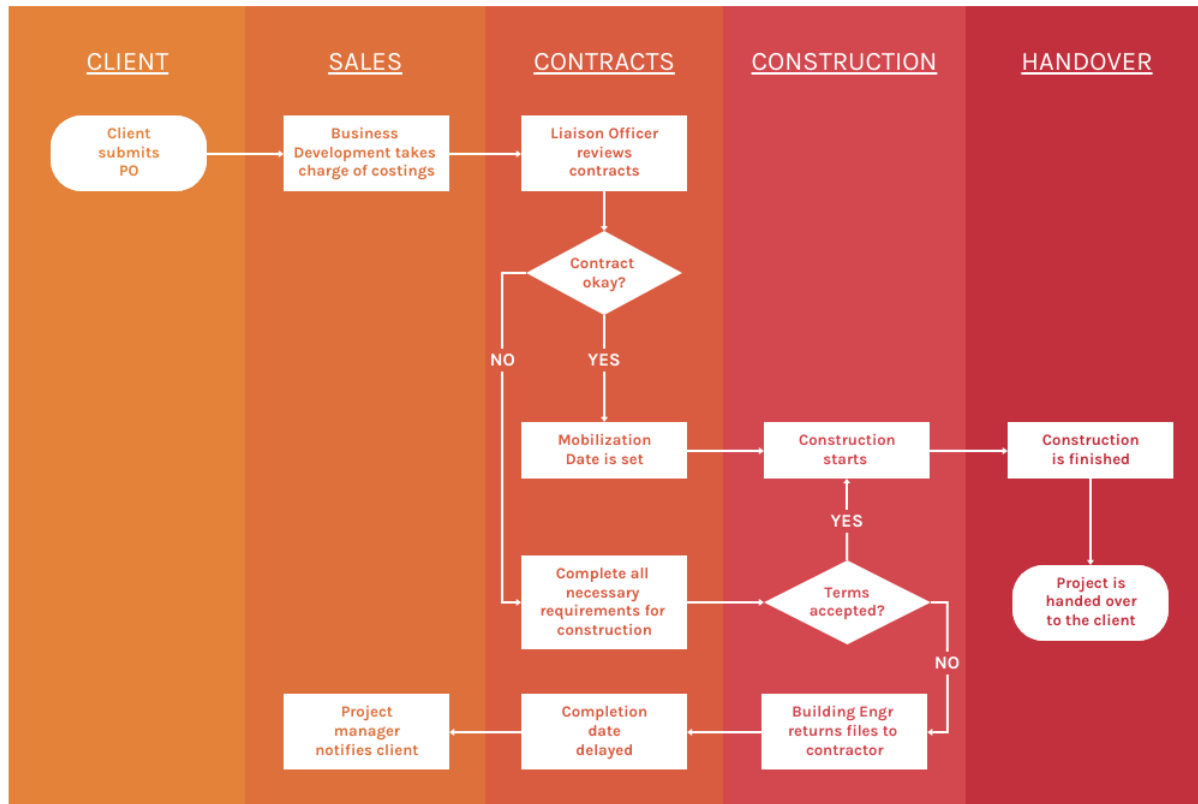 CLIENT
SALES
CONTRACTS
CONSTRUCTION
HANDOVER
Client
submits
PO
Business
Development takes
charge of costings
Liaison Officer
reviews
contracts
Contract
okay?
NO
YES
Mobilization
Date is set
Construction
starts
Construction
is finished
YES
Complete all
necessary
requirements for
construction
Terms
accepted?
Project is
handed over
to the client
NO
Project
manager
notifies client
Completion
date
delayed
Building Engr
returns files to
contractor